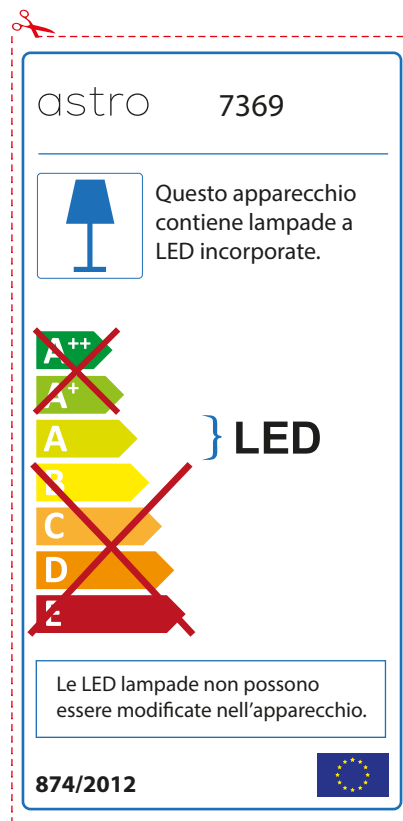 astro 7369
Questo apparecchio
contiene lampade a
LED incorporate.
A++
A+
A
LED
B
C
D
E
Le LED lampade non possono
essere modificate nell'apparecchio.
874/2012